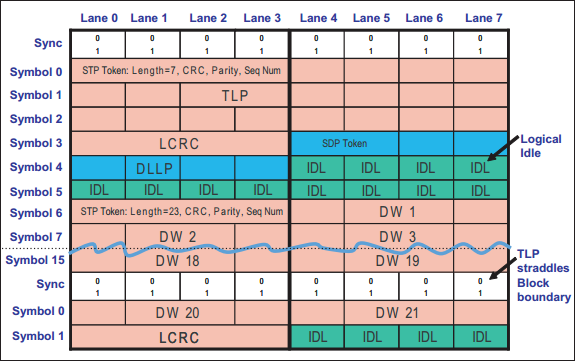 Lane 0 Lane 1 Lane 2 Lane 3 Lane 4 Lane 5 Lane 6 Lane 7
Sync 0 0 0 0 0 0 0 0
1 1 1 1 1 1 1 1
Symbol 0 STP Token: Length=7, CRC, Parity, Seq Num
Symbol 1 TLP
Symbol 2
Symbol 3 LCRC SDP Token
Logical
Idle
Symbol 4 DLLP IDL IDL IDL IDL
Symbol 5 IDL IDL IDL IDL IDL IDL IDL IDL
Symbol 6 STP Token: Length=23, CRC, Parity, Seq Num DW 1
Symbol 7 DW 2 DW 3
Symbol 15 DW 18 DW 19
TLP
straddles
Block
boundary
Sync 0 0 0 0 0 0 0 0
1 1 1 1 1 1 1 1
Symbol 0 DW 20 DW 21
Symbol 1 LCRC IDL IDL IDL IDL